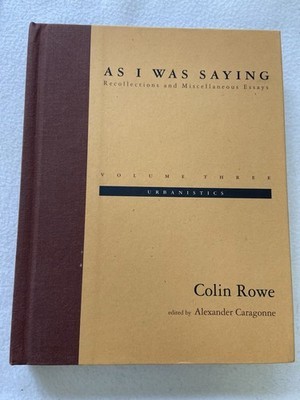 AS I WAS SAYING
Recollections and Miscellaneous Essays
VOLUME THREE
URBANISTICS
Colin Rowe
edited by Alexander Caragonne